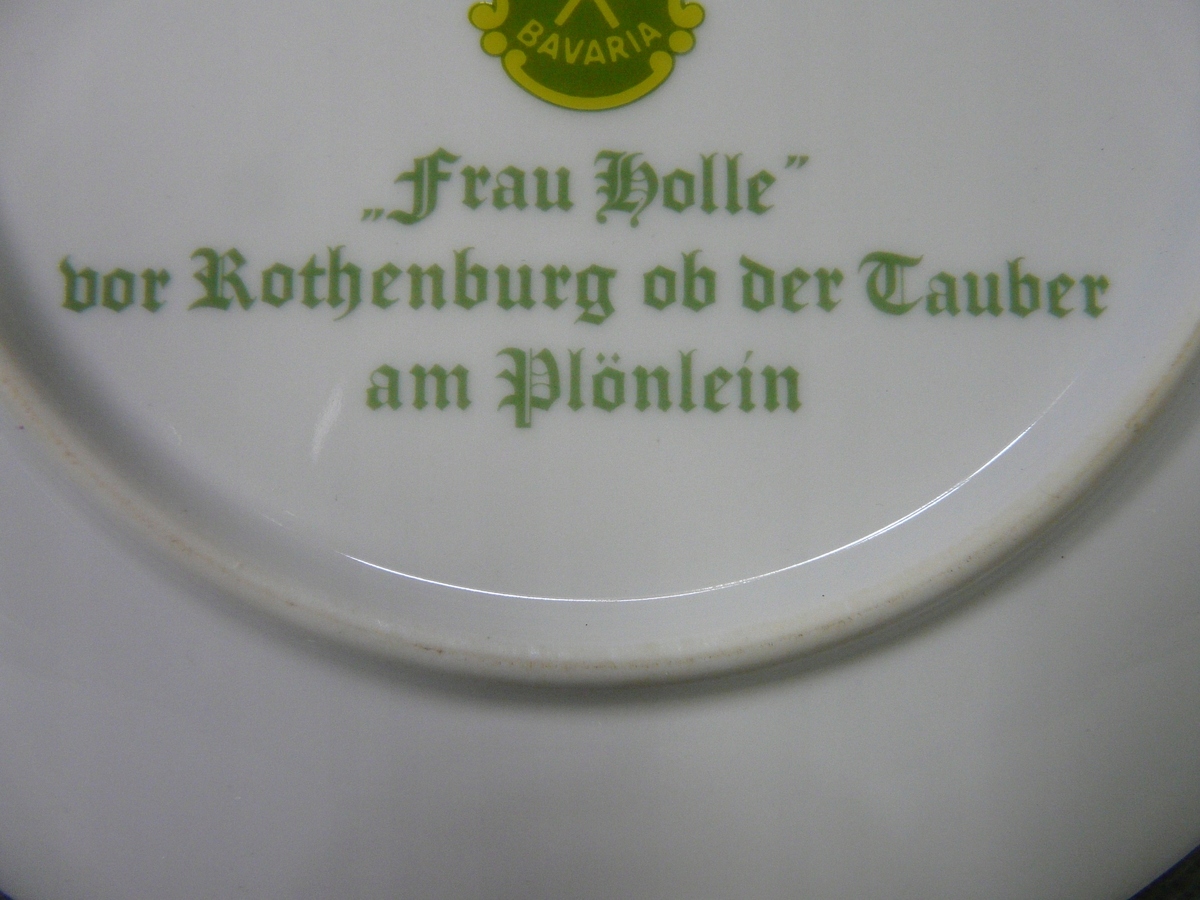 BAVARIA
„Frau Holle”
vor Rothenburg ob der Tauber
am Plönlein